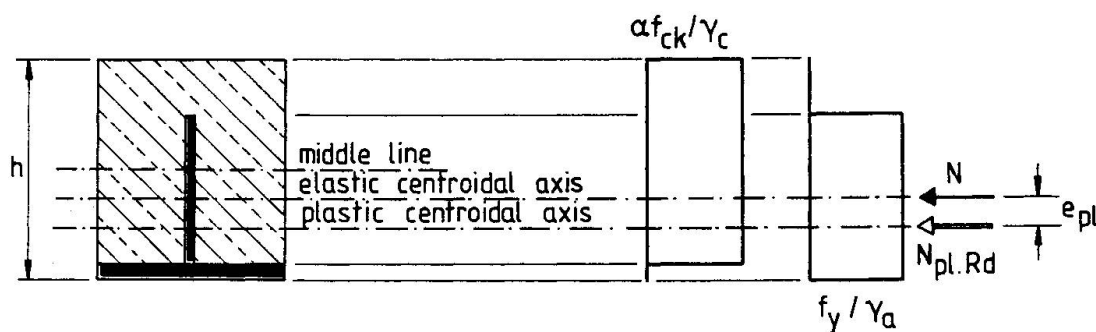 αf_ck/γ_c
h
middle line
elastic centroidal axis
plastic centroidal axis
N
e_pl
N_pl.Rd
f_y / γ_a